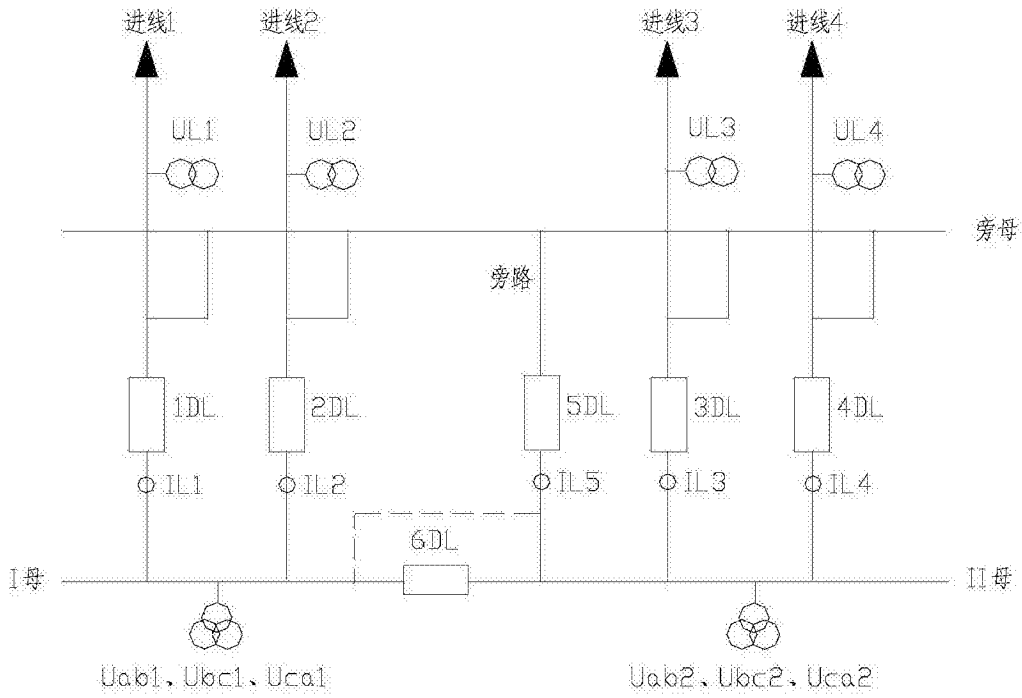 进线1 进线2 进线3 进线4
UL1 UL2 UL3 UL4
旁母
旁路
1DL 2DL 5DL 3DL 4DL
IL1 IL2 IL5 IL3 IL4
6DL
I母 II母
Uab1、Ubc1、Uca1 Uab2、Ubc2、Uca2